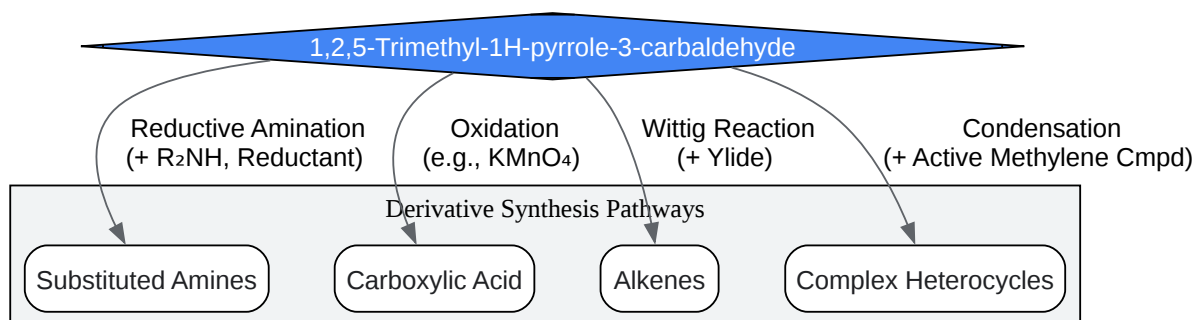 1,2,5-Trimethyl-1H-pyrrole-3-carbaldehyde
Reductive Amination
(+ R₂NH, Reductant)
Oxidation
(e.g., KMnO₄)
Wittig Reaction
(+ Ylide)
Condensation
(+ Active Methylene Cmpd)
Derivative Synthesis Pathways
Substituted Amines
Carboxylic Acid
Alkenes
Complex Heterocycles